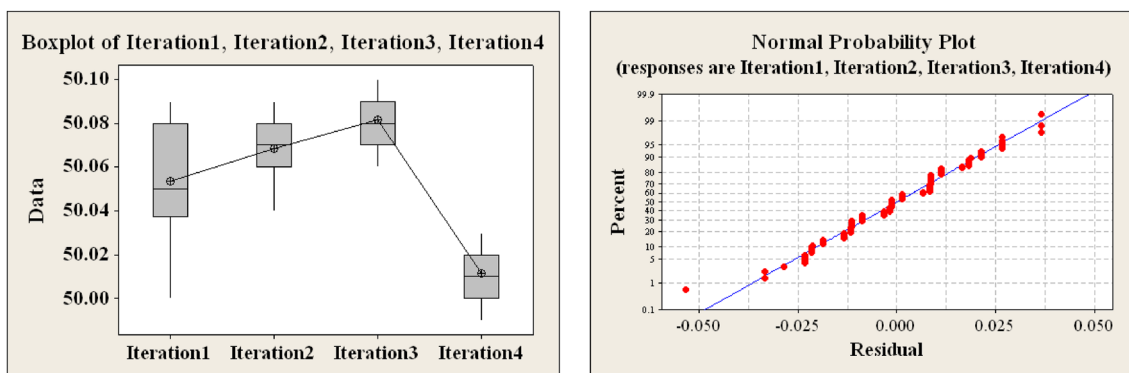 Boxplot of Iteration1, Iteration2, Iteration3, Iteration4
50.10
50.08
50.06
50.04
50.02
50.00
Data
Iteration1 Iteration2 Iteration3 Iteration4
Normal Probability Plot
(responses are Iteration1, Iteration2, Iteration3, Iteration4)
99.9
99
95
90
80
70
60
50
40
30
20
10
5
1
0.1
Percent
-0.050 -0.025 0.000 0.025 0.050
Residual